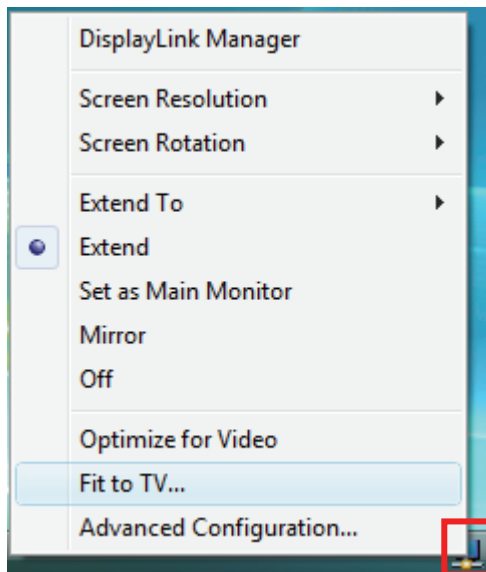 DisplayLink Manager
Screen Resolution
Screen Rotation
Extend To
Extend
Set as Main Monitor
Mirror
Off
Optimize for Video
Fit to TV...
Advanced Configuration...